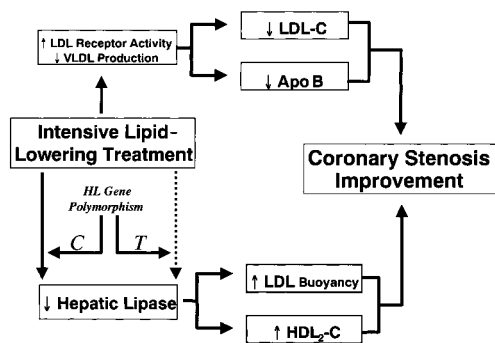 ↑ LDL Receptor Activity
↓ VLDL Production
↓ LDL-C
↓ Apo B
Intensive Lipid-
Lowering Treatment
Coronary Stenosis
Improvement
HL Gene
Polymorphism
C
T
↓ Hepatic Lipase
↑ LDL Buoyancy
↑ HDL₂-C